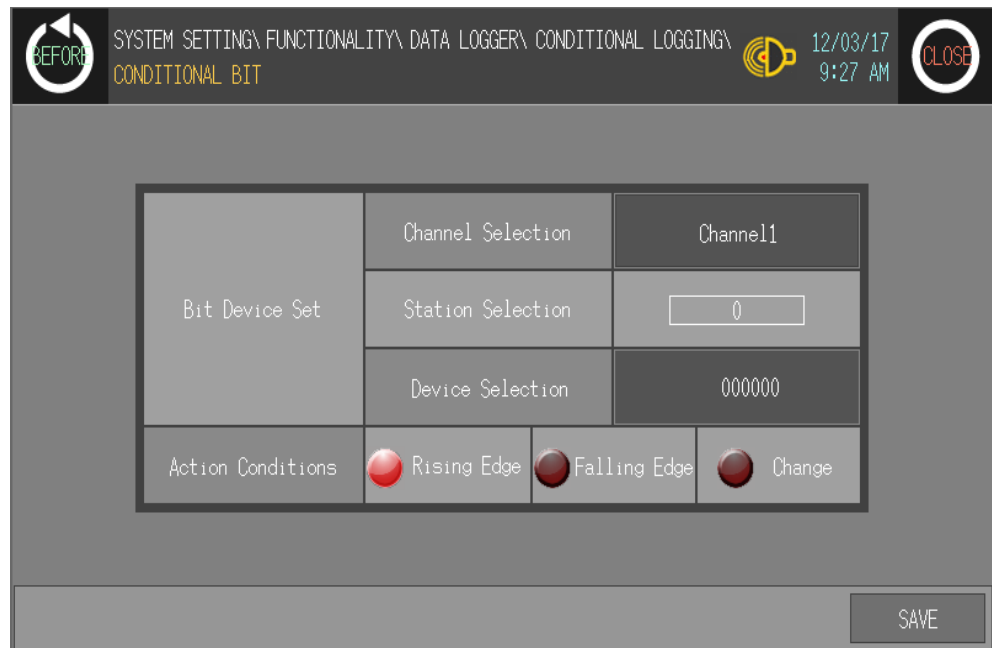 BEFORE
SYSTEM SETTING\ FUNCTIONALITY\ DATA LOGGER\ CONDITIONAL LOGGING\
CONDITIONAL BIT
12/03/17
9:27 AM
CLOSE
Bit Device Set
Channel Selection
Channel1
Station Selection
0
Device Selection
000000
Action Conditions
Rising Edge
Falling Edge
Change
SAVE